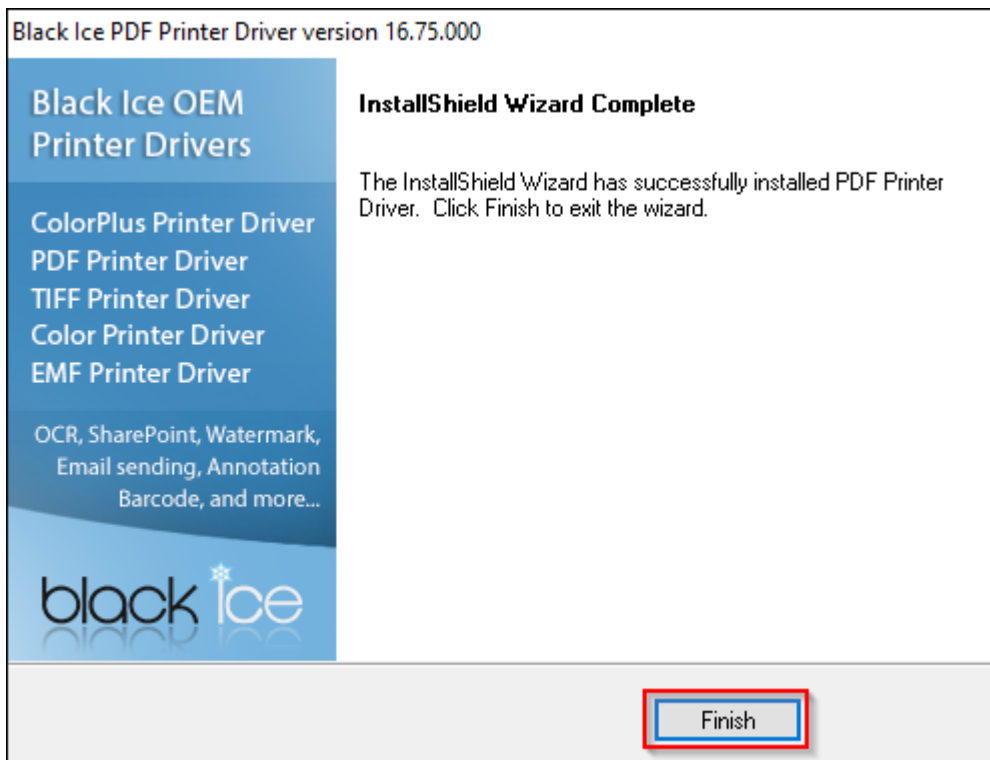 Black Ice PDF Printer Driver version 16.75.000
Black Ice OEM
Printer Drivers
ColorPlus Printer Driver
PDF Printer Driver
TIFF Printer Driver
Color Printer Driver
EMF Printer Driver
OCR, SharePoint, Watermark,
Email sending, Annotation
Barcode, and more...
black ice
InstallShield Wizard Complete
The InstallShield Wizard has successfully installed PDF Printer
Driver.  Click Finish to exit the wizard.
Finish